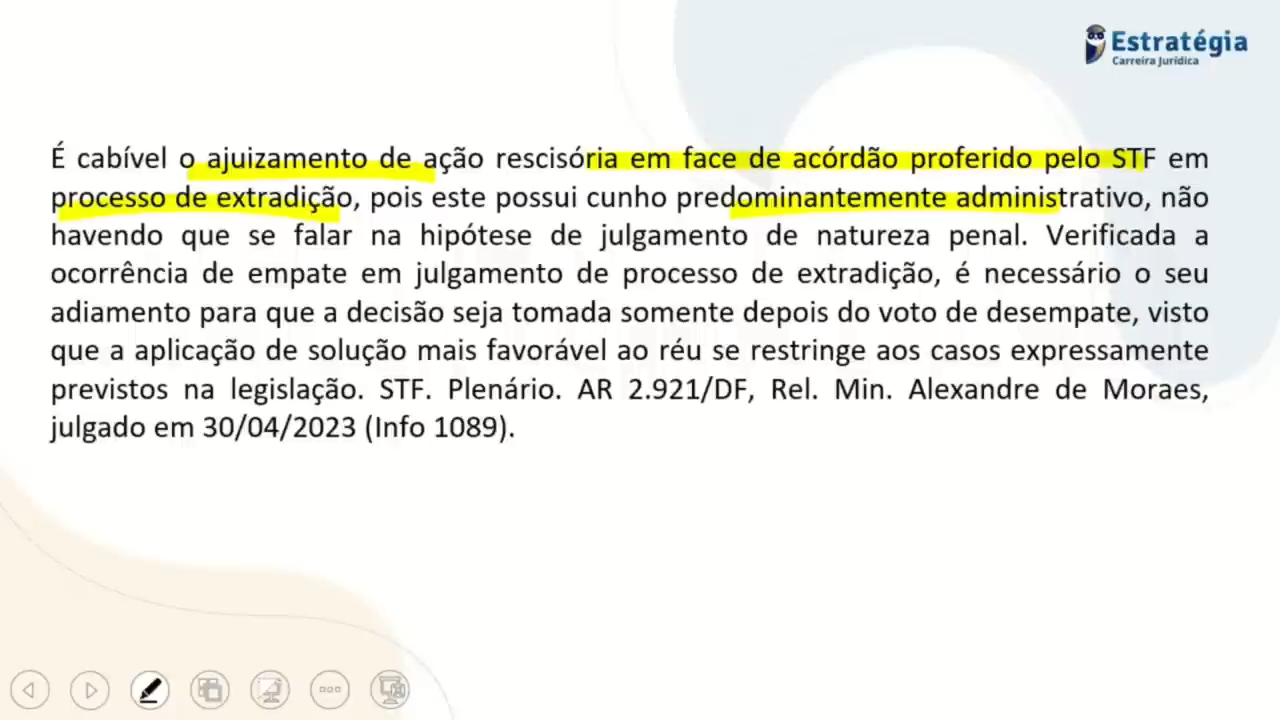 Estratégia
Carreira Jurídica
É cabível o ajuizamento de ação rescisória em face de acórdão proferido pelo STF em
processo de extradição, pois este possui cunho predominantemente administrativo, não
havendo que se falar na hipótese de julgamento de natureza penal. Verificada a
ocorrência de empate em julgamento de processo de extradição, é necessário o seu
adiamento para que a decisão seja tomada somente depois do voto de desempate, visto
que a aplicação de solução mais favorável ao réu se restringe aos casos expressamente
previstos na legislação. STF. Plenário. AR 2.921/DF, Rel. Min. Alexandre de Moraes,
julgado em 30/04/2023 (Info 1089).